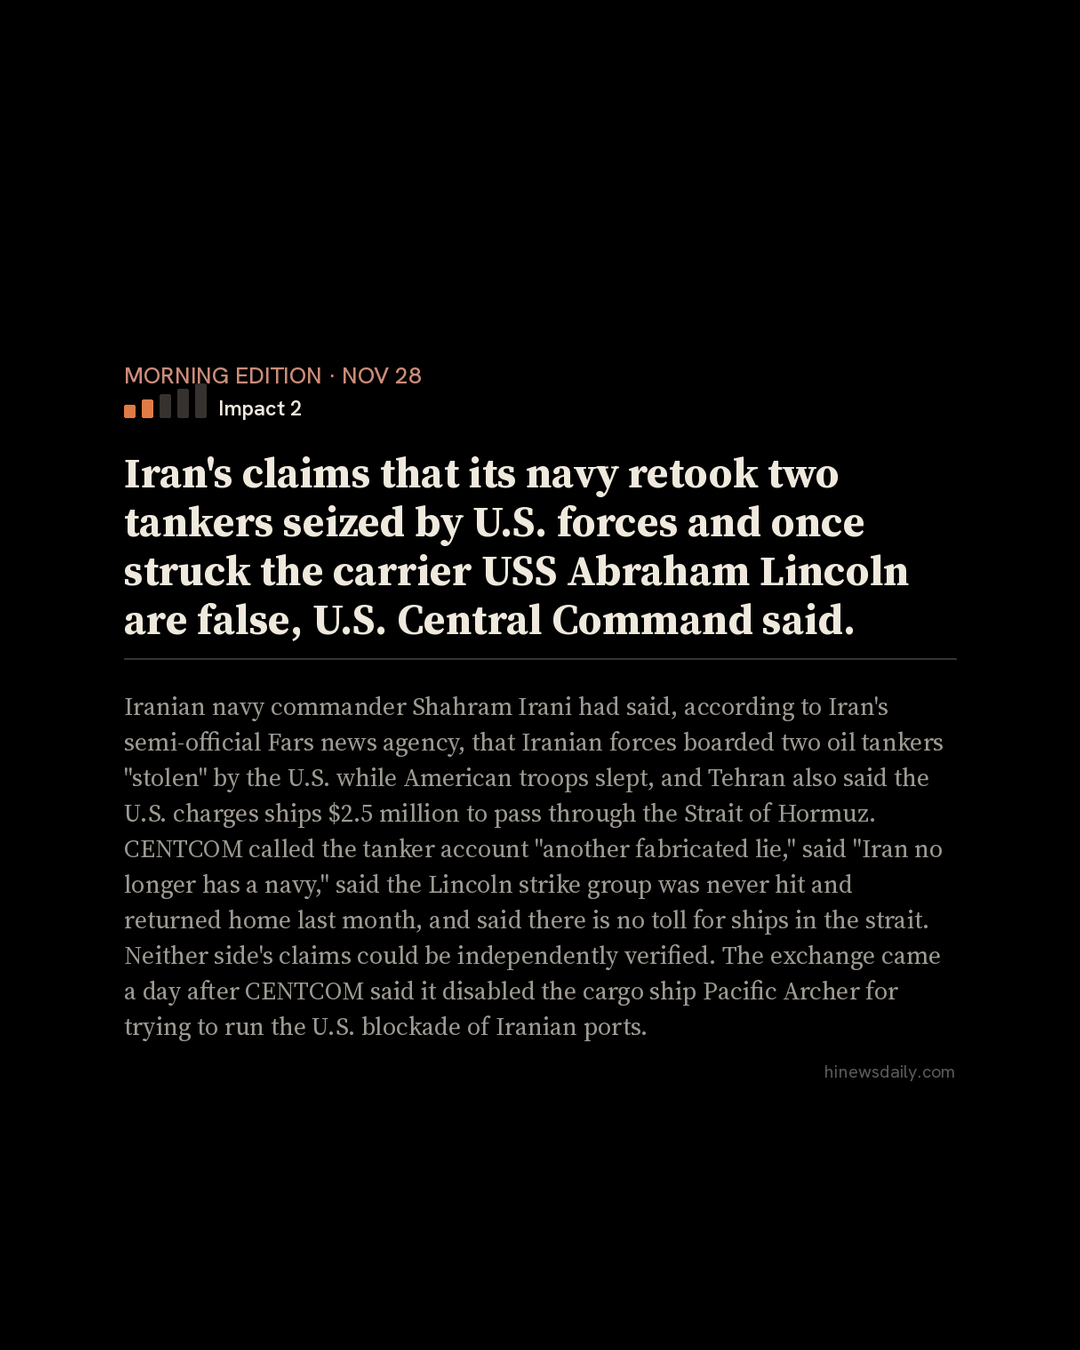 MORNING EDITION · NOV 28
Impact 2
Iran's claims that its navy retook two
tankers seized by U.S. forces and once
struck the carrier USS Abraham Lincoln
are false, U.S. Central Command said.
Iranian navy commander Shahram Irani had said, according to Iran's
semi-official Fars news agency, that Iranian forces boarded two oil tankers
"stolen" by the U.S. while American troops slept, and Tehran also said the
U.S. charges ships $2.5 million to pass through the Strait of Hormuz.
CENTCOM called the tanker account "another fabricated lie," said "Iran no
longer has a navy," said the Lincoln strike group was never hit and
returned home last month, and said there is no toll for ships in the strait.
Neither side's claims could be independently verified. The exchange came
a day after CENTCOM said it disabled the cargo ship Pacific Archer for
trying to run the U.S. blockade of Iranian ports.
hinewsdaily.com